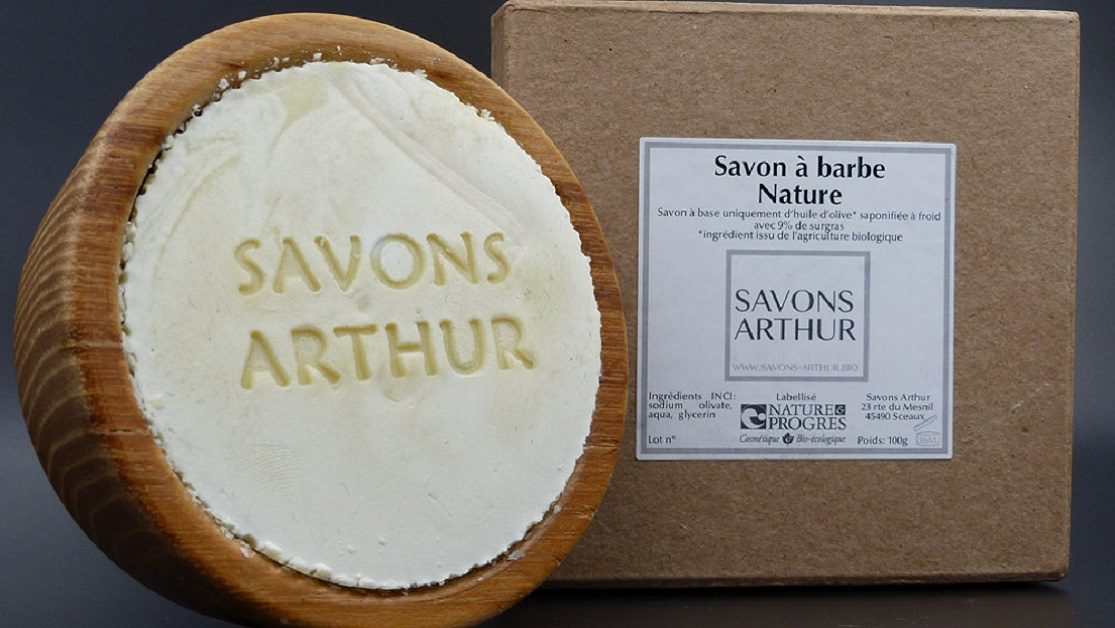 SAVONS
ARTHUR
Savon à barbe
Nature
Savon à base uniquement d'huile d'olive* saponifiée à froid
avec 9% de surgras
*ingrédient issu de l'agriculture biologique
SAVONS
ARTHUR
WWW.SAVONS-ARTHUR.BIO
Ingrédients INCI:
sodium olivate,
aqua, glycerin
Lot n°
Labellisé
NATURE &
PROGRES
Cosmétique Bio-écologique
Savons Arthur
23 rte du Mesnil
45490 Sceaux
Poids: 100g